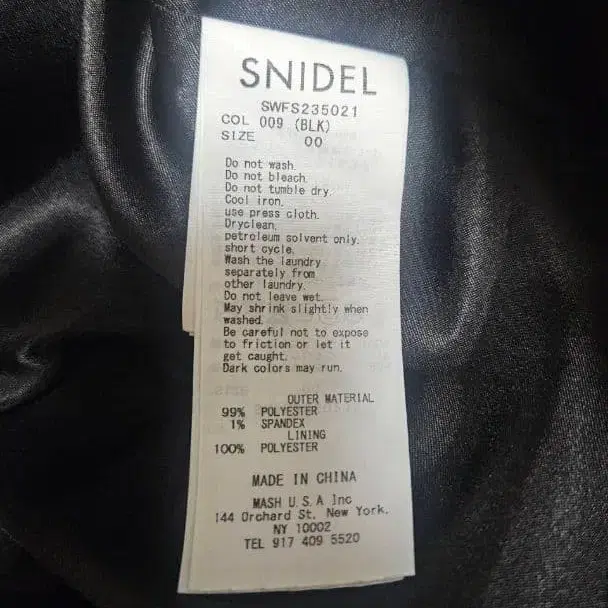 SNIDEL
SWFS235021
COL 009 (BLK)
SIZE 00
Do not wash.
Do not bleach.
Do not tumble dry.
Cool iron,
use press cloth.
Dryclean,
petroleum solvent only.
short cycle.
Wash the laundry
separately from
other laundry.
Do not leave wet.
May shrink slightly when
washed.
Be careful not to expose
to friction or let it
get caught.
Dark colors may run.
OUTER MATERIAL
99% POLYESTER
1% SPANDEX
LINING
100% POLYESTER
MADE IN CHINA
MASH U.S.A Inc
144 Orchard St, New York,
NY 10002
TEL 917 409 5520